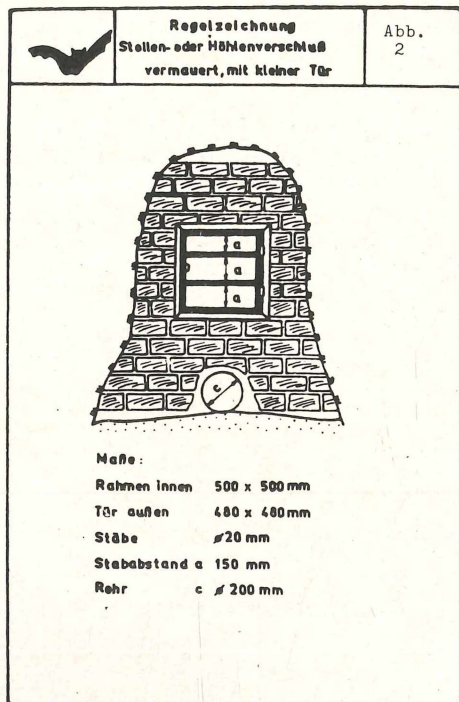 Regelzeichnung
Stollen- oder Höhlenverschluß
vermauert, mit kleiner Tür
Abb.
2
a
a
a
c
Maße:
Rahmen innen 500 x 500 mm
Tür außen 480 x 480 mm
Stäbe ø 20 mm
Stababstand a 150 mm
Rohr c ø 200 mm